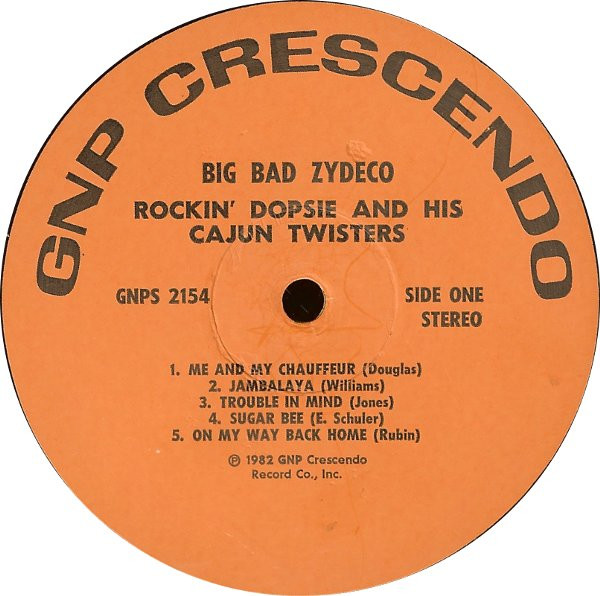 GNP CRESCENDO
BIG BAD ZYDECO
ROCKIN' DOPSIE AND HIS
CAJUN TWISTERS
GNPS 2154
SIDE ONE
STEREO
1. ME AND MY CHAUFFEUR (Douglas)
2. JAMBALAYA (Williams)
3. TROUBLE IN MIND (Jones)
4. SUGAR BEE (E. Schuler)
5. ON MY WAY BACK HOME (Rubin)
℗ 1982 GNP Crescendo
Record Co., Inc.